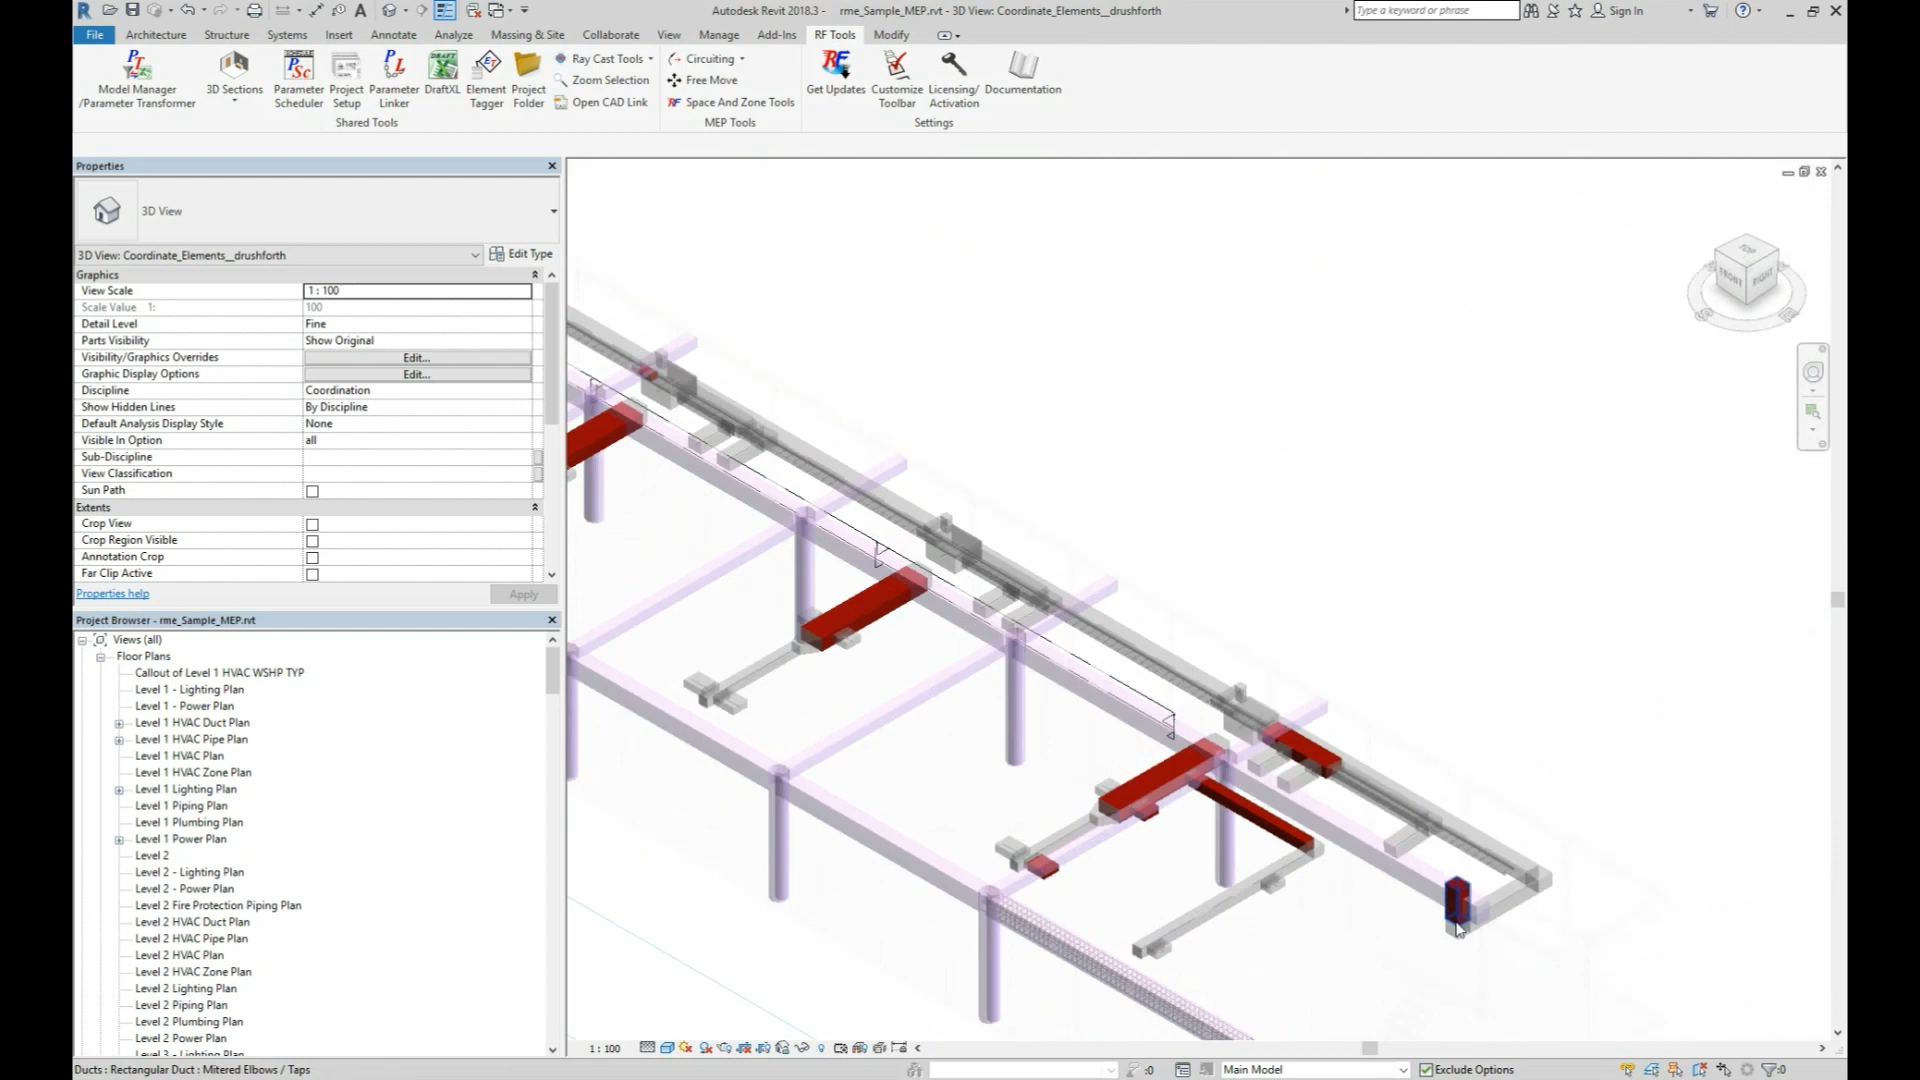 Autodesk Revit 2018.3 - rme_Sample_MEP.rvt - 3D View: Coordinate_Elements__drushforth
Type a keyword or phrase
Sign In
File Architecture Structure Systems Insert Annotate Analyze Massing & Site Collaborate View Manage Add-Ins RF Tools Modify
Model Manager
/Parameter Transformer
3D Sections
Parameter
Scheduler
Project
Setup
Parameter
Linker
DraftXL
Element
Tagger
Project
Folder
Ray Cast Tools
Zoom Selection
Open CAD Link
Circuiting
Free Move
Space And Zone Tools
Get Updates
Customize
Toolbar
Licensing/
Activation
Documentation
Shared Tools
MEP Tools
Settings
Properties
3D View
3D View: Coordinate_Elements__drushforth
Edit Type
Graphics
View Scale 1 : 100
Scale Value 1: 100
Detail Level Fine
Parts Visibility Show Original
Visibility/Graphics Overrides Edit...
Graphic Display Options Edit...
Discipline Coordination
Show Hidden Lines By Discipline
Default Analysis Display Style None
Visible In Option all
Sub-Discipline
View Classification
Sun Path
Extents
Crop View
Crop Region Visible
Annotation Crop
Far Clip Active
Properties help
Apply
Project Browser - rme_Sample_MEP.rvt
Views (all)
Floor Plans
Callout of Level 1 HVAC WSHP TYP
Level 1 - Lighting Plan
Level 1 - Power Plan
Level 1 HVAC Duct Plan
Level 1 HVAC Pipe Plan
Level 1 HVAC Plan
Level 1 HVAC Zone Plan
Level 1 Lighting Plan
Level 1 Piping Plan
Level 1 Plumbing Plan
Level 1 Power Plan
Level 2
Level 2 - Lighting Plan
Level 2 - Power Plan
Level 2 Fire Protection Piping Plan
Level 2 HVAC Duct Plan
Level 2 HVAC Pipe Plan
Level 2 HVAC Plan
Level 2 HVAC Zone Plan
Level 2 Lighting Plan
Level 2 Piping Plan
Level 2 Plumbing Plan
Level 2 Power Plan
Level 3 - Lighting Plan
TOP
FRONT
RIGHT
1 : 100
Ducts : Rectangular Duct : Mitered Elbows / Taps
:0
Main Model
Exclude Options
:0